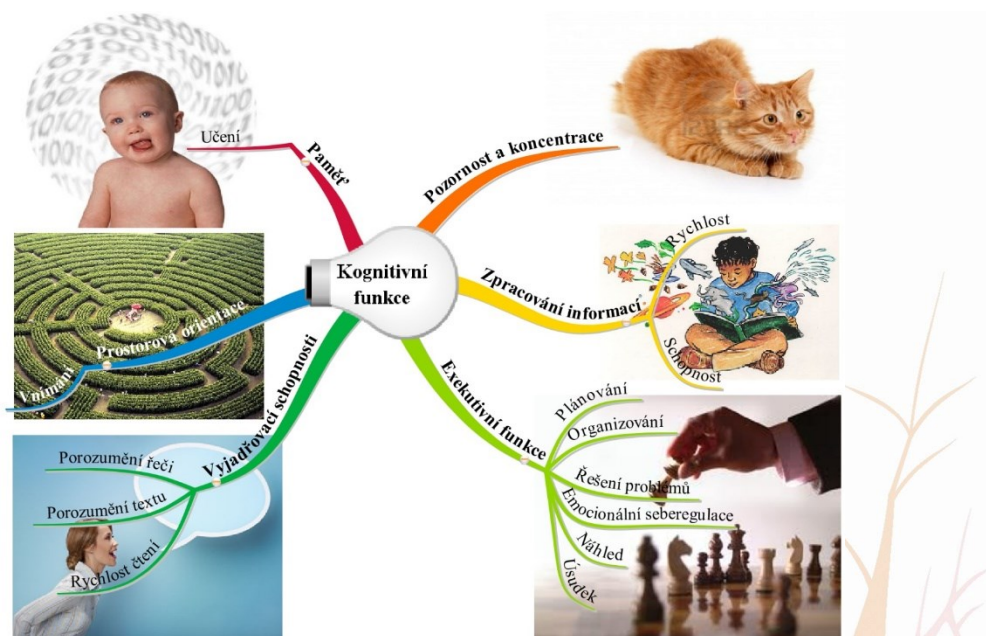 Kognitivní
funkce
Paměť
Učení
Pozornost a koncentrace
Zpracování informací
Rychlost
Schopnost
Exekutivní funkce
Plánování
Organizování
Řešení problémů
Emocionální seberegulace
Náhled
Úsudek
Vyjadřovací schopnosti
Porozumění řeči
Porozumění textu
Rychlost čtení
Prostorová orientace
Vnímání